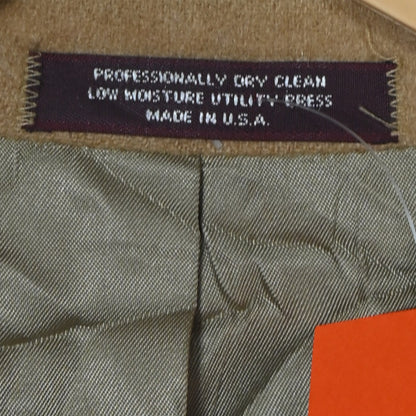 PROFESSIONALLY DRY CLEAN
LOW MOISTURE UTILITY PRESS
MADE IN U.S.A.